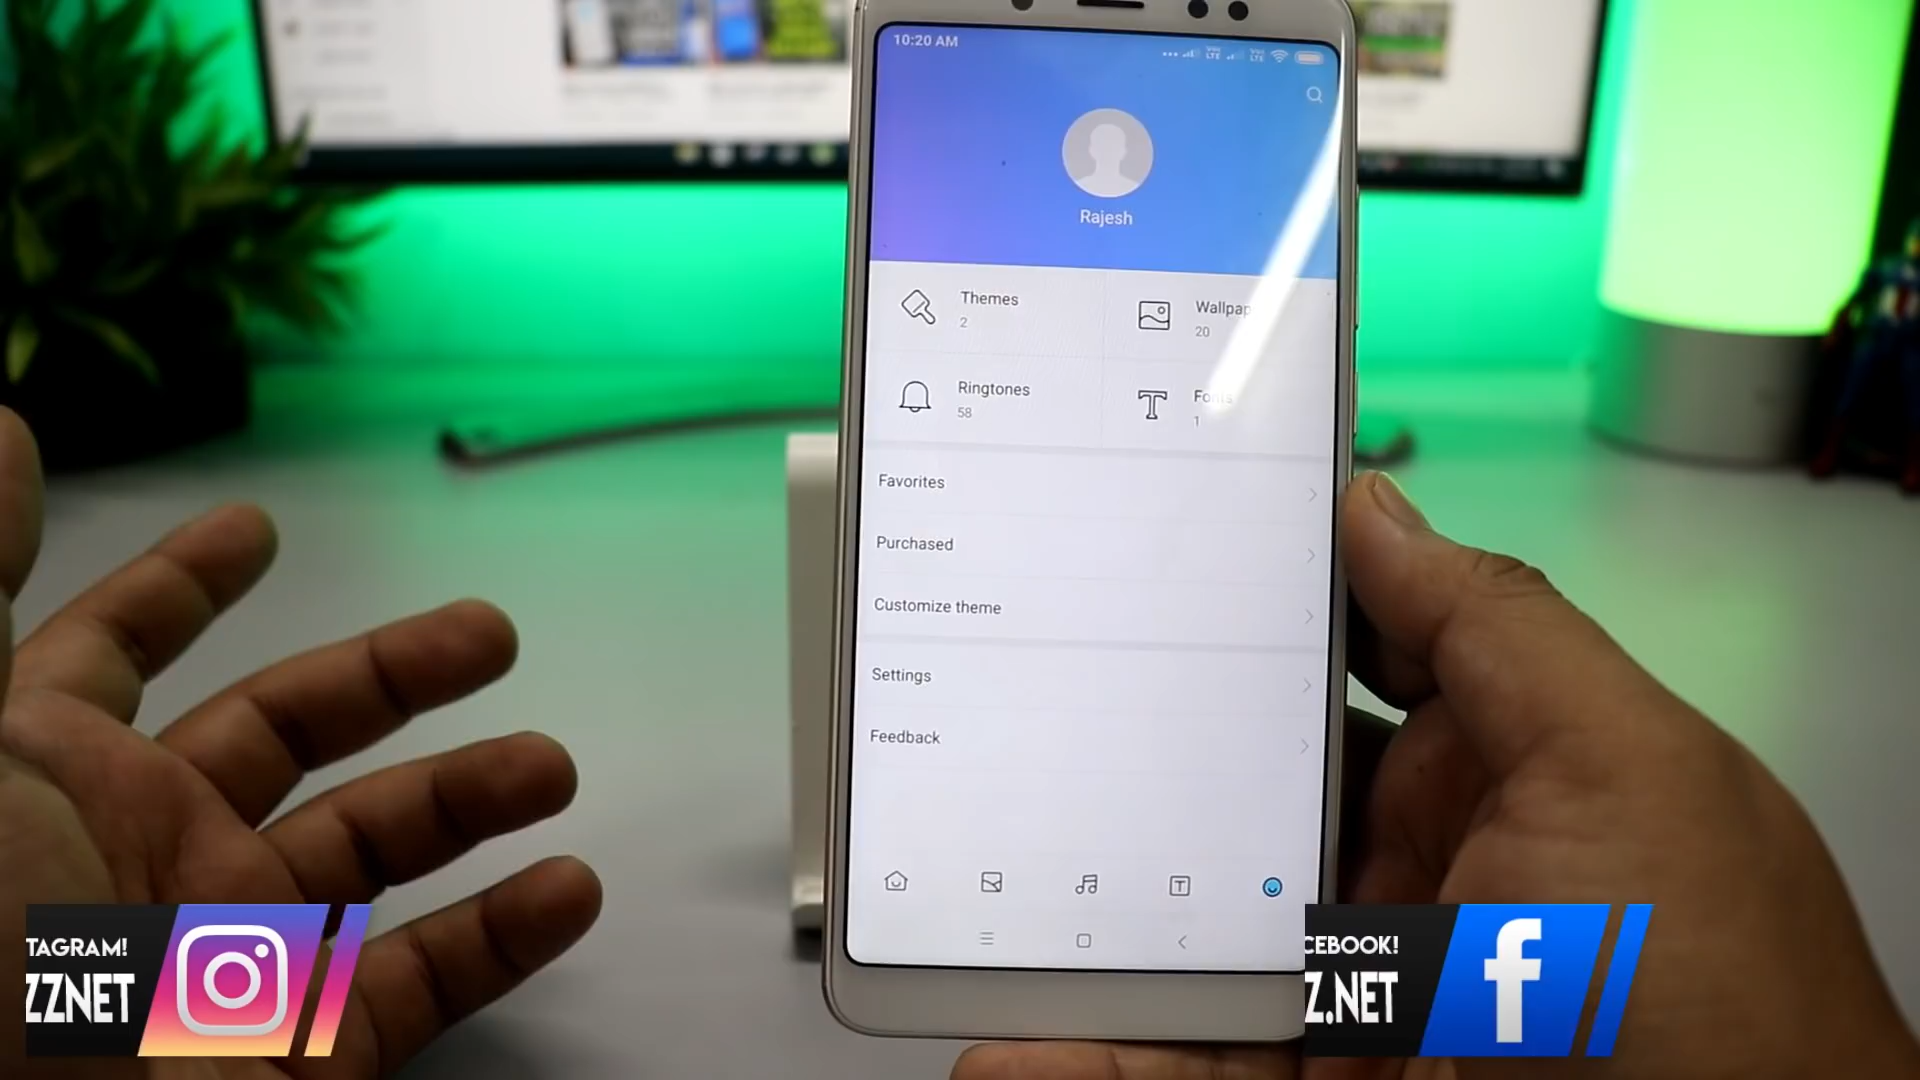 10:20 AM
Rajesh
Themes
2
Wallpap
20
Ringtones
58
Fonts
1
Favorites
Purchased
Customize theme
Settings
Feedback
TAGRAM!
ZZNET
CEBOOK!
Z.NET